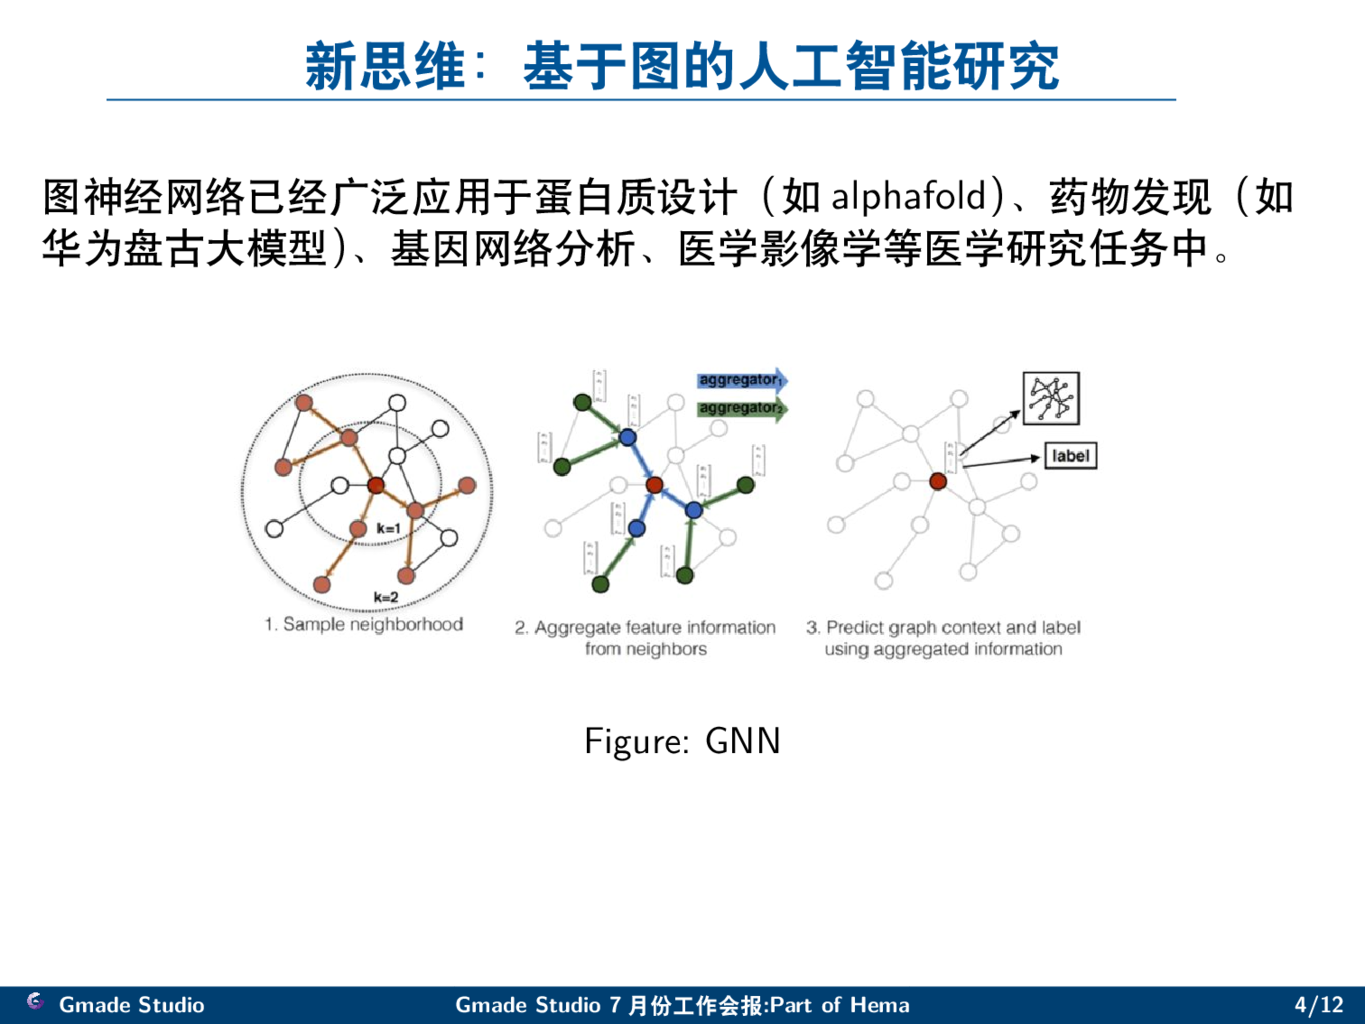 新思维：基于图的人工智能研究
图神经网络已经广泛应用于蛋白质设计（如 alphafold）、药物发现（如
华为盘古大模型）、基因网络分析、医学影像学等医学研究任务中。
aggregator₁
aggregator₂
label
k=1
k=2
1. Sample neighborhood
2. Aggregate feature information
from neighbors
3. Predict graph context and label
using aggregated information
Figure: GNN
Gmade Studio
Gmade Studio 7 月份工作会报:Part of Hema
4/12